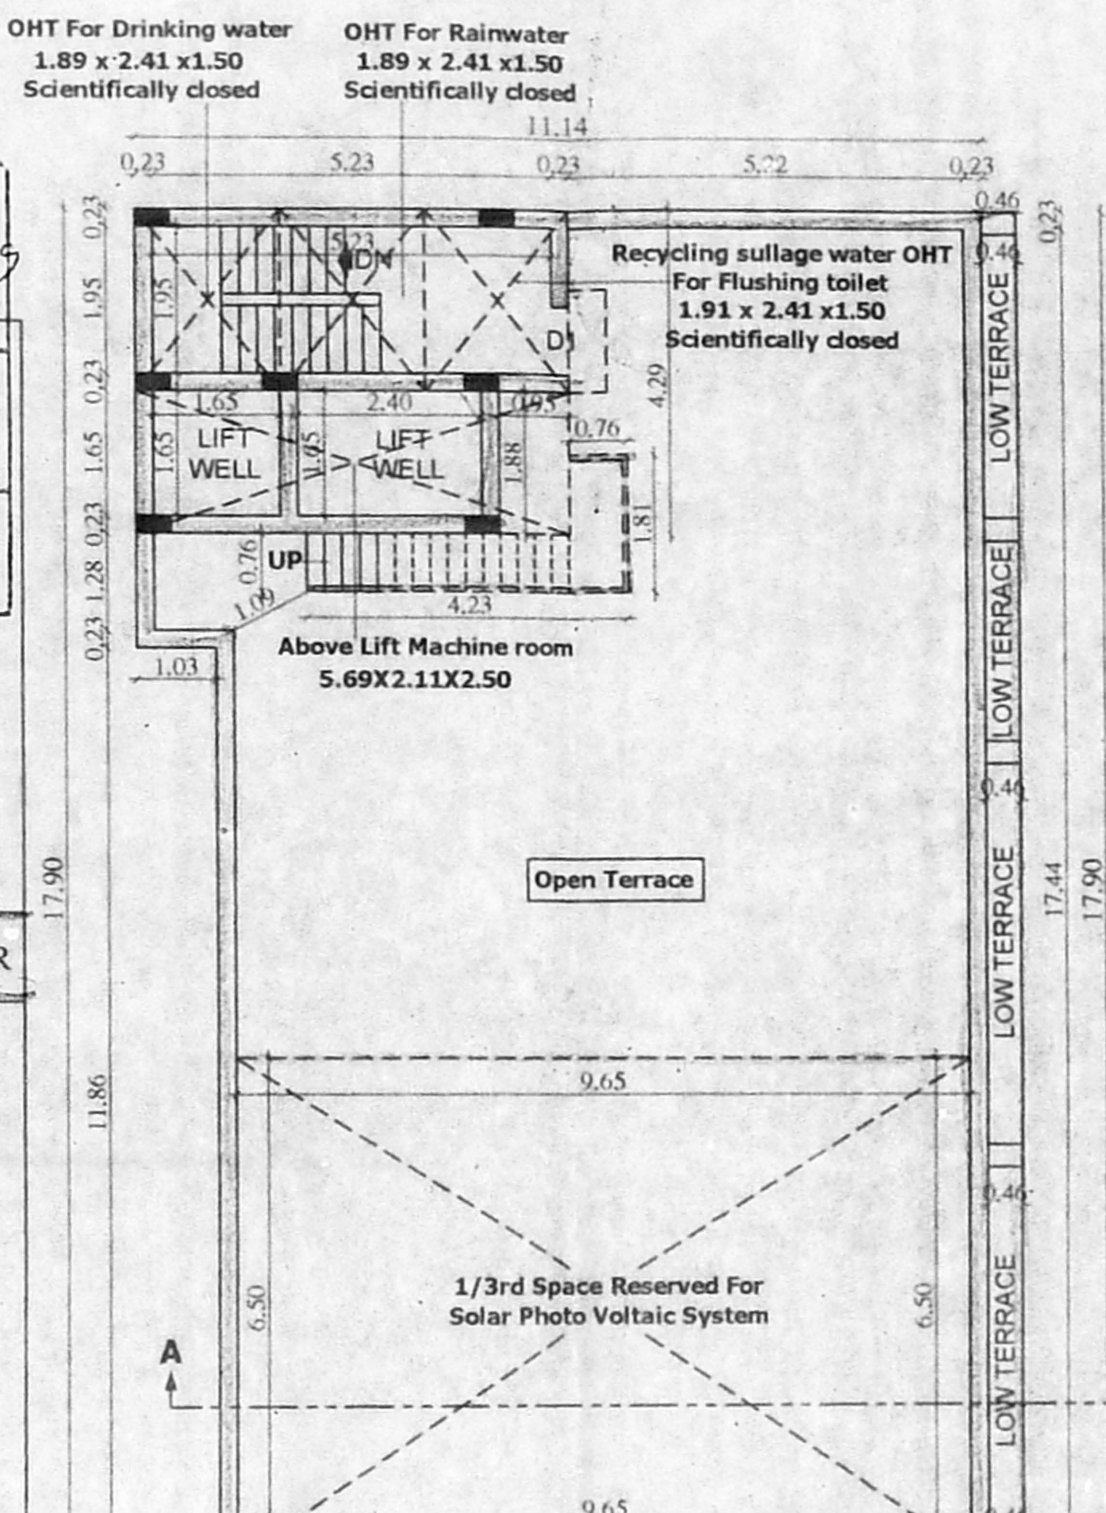 OHT For Drinking water
1.89 x 2.41 x1.50
Scientifically closed
OHT For Rainwater
1.89 x 2.41 x1.50
Scientifically closed
11.14
0,23 5.23 0,23 5.22 0,23
0.46
0,23
0,23
5,23
DN
0.46
Recycling sullage water OHT
For Flushing toilet
1.91 x 2.41 x1.50
Scientifically closed
1.95
1.95
D1
LOW TERRACE
4,29
0,23
1.65 2.40 0,95
0.76
LIFT
WELL
LIFT
WELL
1.65
1.65
1.88
1.81
0,23
UP
0.76
1.28
1.09
4,23
LOW TERRACE
0,23
Above Lift Machine room
5.69X2.11X2.50
1,03
0.46
Open Terrace
17.90
LOW TERRACE
17.44
17.90
R
9.65
11.86
0.46
1/3rd Space Reserved For
Solar Photo Voltaic System
6.50
6.50
LOW TERRACE
A
9.65